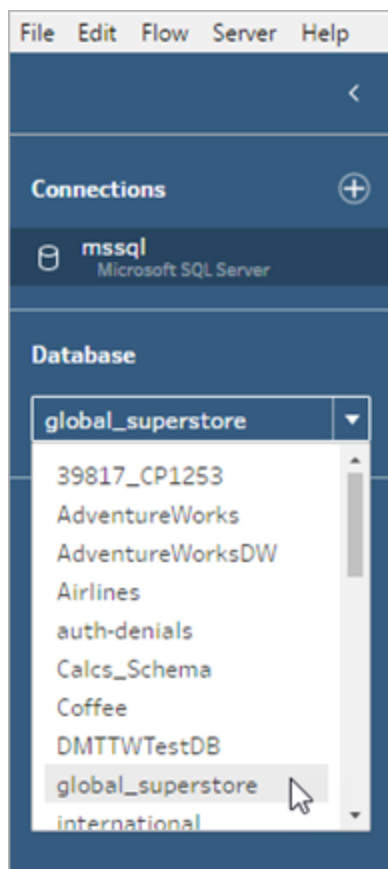 File Edit Flow Server Help
Connections
mssql
Microsoft SQL Server
Database
global_superstore
39817_CP1253
AdventureWorks
AdventureWorksDW
Airlines
auth-denials
Calcs_Schema
Coffee
DMTTWTestDB
global_superstore
international